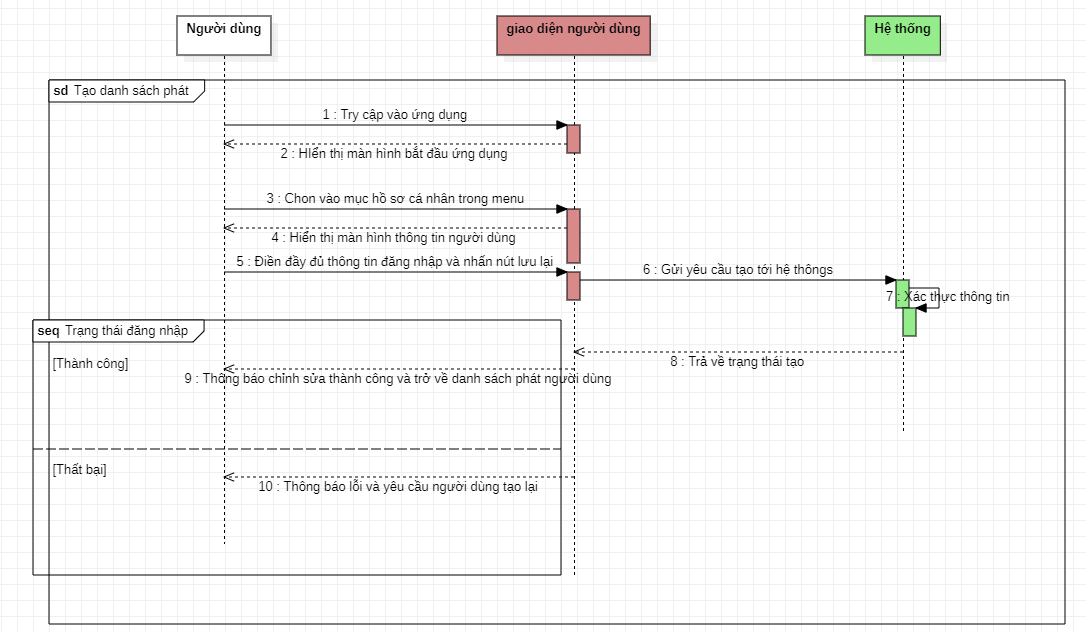 Người dùng
giao diện người dùng
Hệ thống
sd Tạo danh sách phát
1 : Try cập vào ứng dụng
2 : HIển thị màn hình bắt đầu ứng dụng
3 : Chon vào mục hồ sơ cá nhân trong menu
4 : Hiển thị màn hình thông tin người dùng
5 : Điền đầy đủ thông tin đăng nhập và nhấn nút lưu lại
6 : Gửi yêu cầu tạo tới hệ thôngs
7 : Xác thực thông tin
seq Trạng thái đăng nhập
8 : Trả về trạng thái tạo
[Thành công]
9 : Thông báo chỉnh sửa thành công và trở về danh sách phát người dùng
[Thất bại]
10 : Thông báo lỗi và yêu cầu người dùng tạo lại